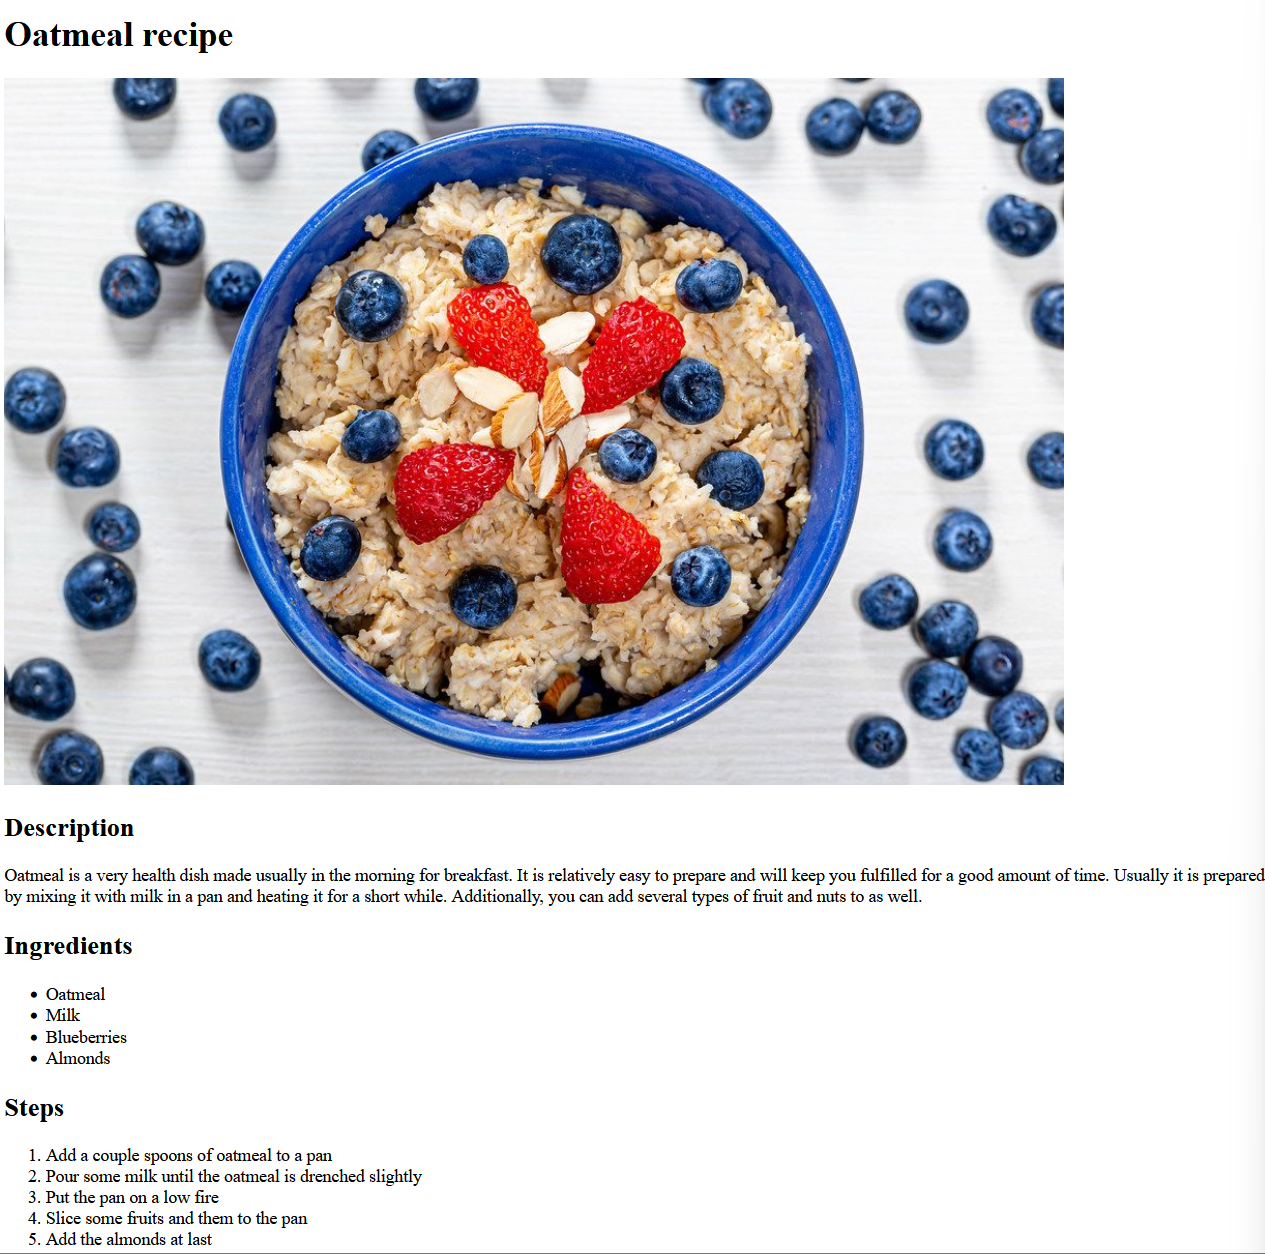 Oatmeal recipe
Description
Oatmeal is a very health dish made usually in the morning for breakfast. It is relatively easy to prepare and will keep you fulfilled for a good amount of time. Usually it is prepared
by mixing it with milk in a pan and heating it for a short while. Additionally, you can add several types of fruit and nuts to as well.
Ingredients
• Oatmeal
• Milk
• Blueberries
• Almonds
Steps
1. Add a couple spoons of oatmeal to a pan
2. Pour some milk until the oatmeal is drenched slightly
3. Put the pan on a low fire
4. Slice some fruits and them to the pan
5. Add the almonds at last